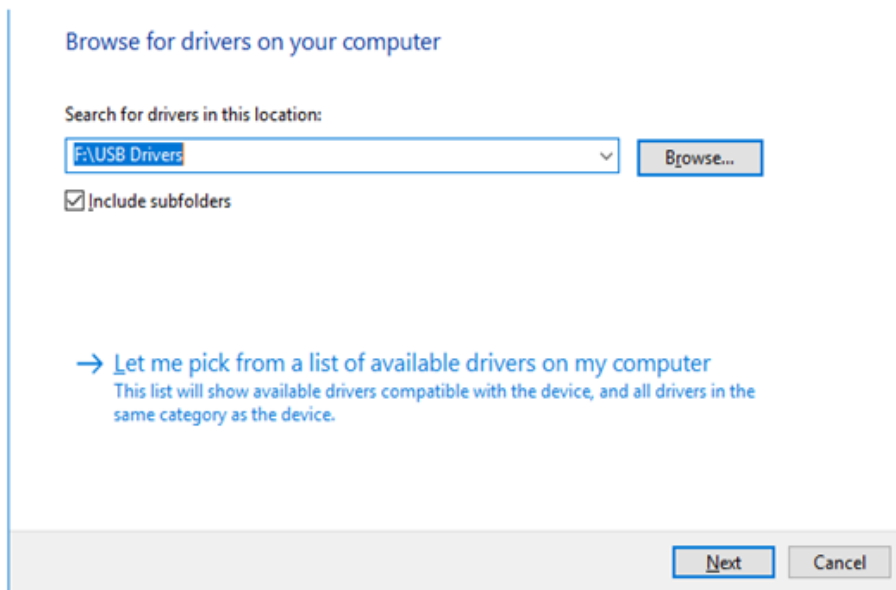 Browse for drivers on your computer
Search for drivers in this location:
F:\USB Drivers
Browse...
Include subfolders
Let me pick from a list of available drivers on my computer
This list will show available drivers compatible with the device, and all drivers in the
same category as the device.
Next
Cancel